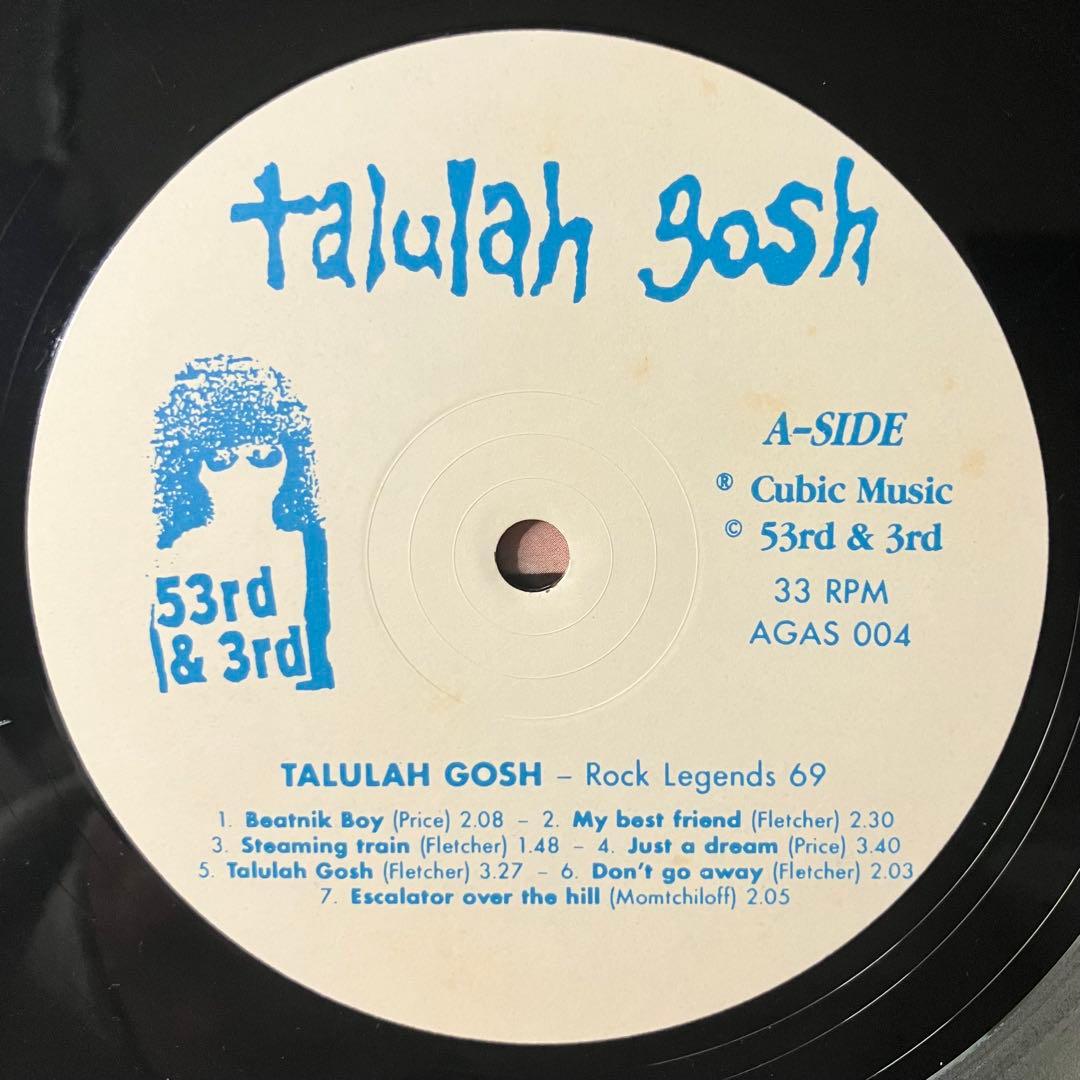 talulah gosh
53rd
& 3rd
A-SIDE
® Cubic Music
© 53rd & 3rd
33 RPM
AGAS 004
TALULAH GOSH – Rock Legends 69
1. Beatnik Boy (Price) 2.08 – 2. My best friend (Fletcher) 2.30
3. Steaming train (Fletcher) 1.48 – 4. Just a dream (Price) 3.40
5. Talulah Gosh (Fletcher) 3.27 – 6. Don't go away (Fletcher) 2.03
7. Escalator over the hill (Momtchiloff) 2.05